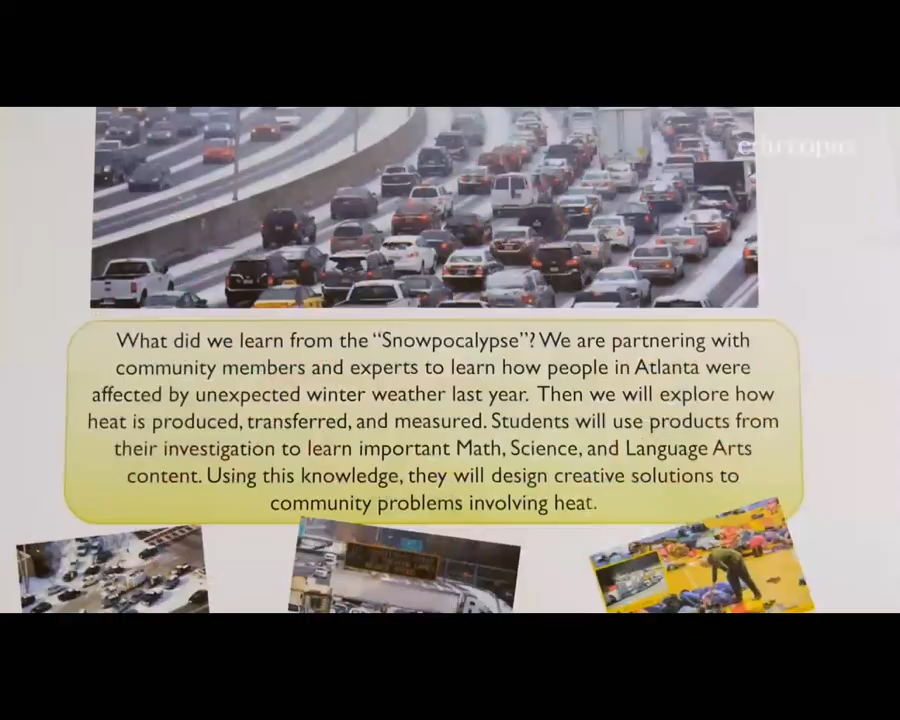 edutopia
What did we learn from the “Snowpocalypse”? We are partnering with
community members and experts to learn how people in Atlanta were
affected by unexpected winter weather last year. Then we will explore how
heat is produced, transferred, and measured. Students will use products from
their investigation to learn important Math, Science, and Language Arts
content. Using this knowledge, they will design creative solutions to
community problems involving heat.